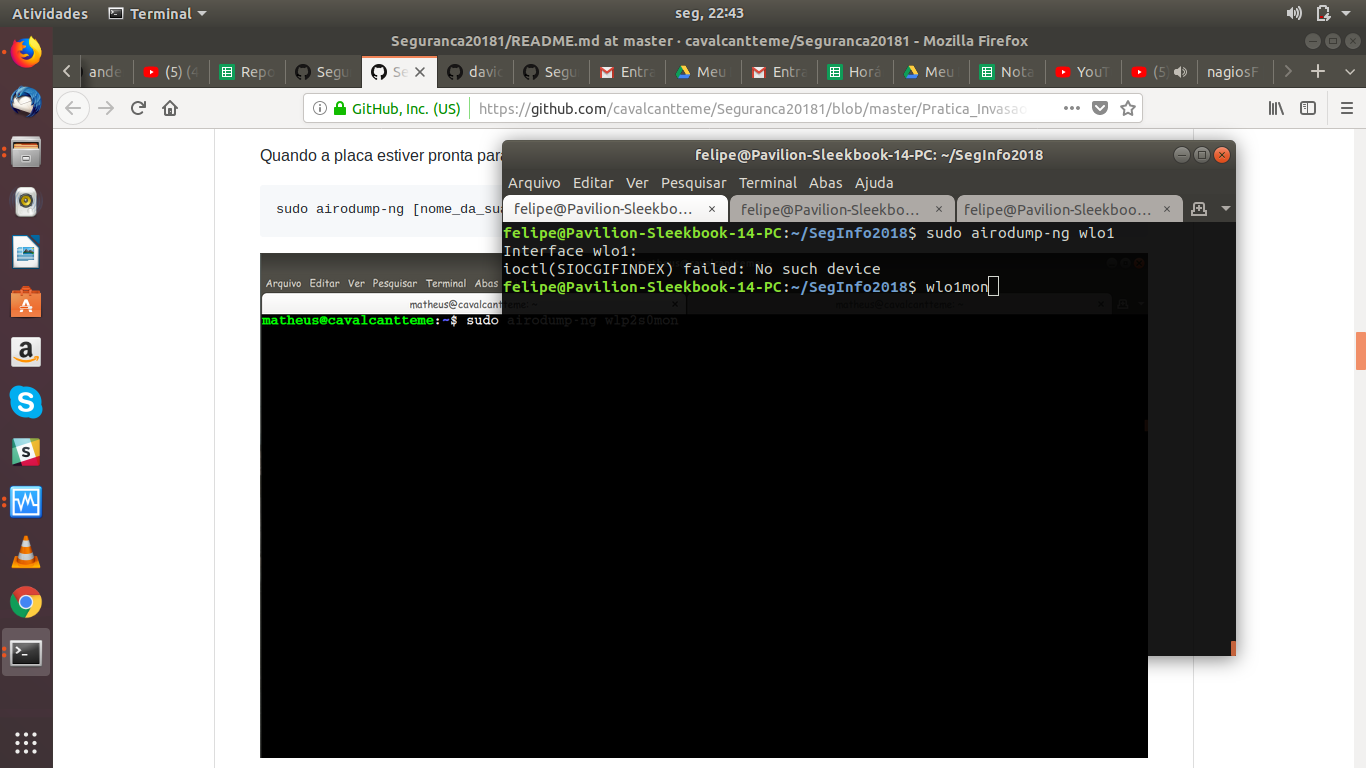 Atividades
Terminal
seg, 22:43
Seguranca20181/README.md at master · cavalcantteme/Seguranca20181 - Mozilla Firefox
ande
(5) (4
Repo
Segu
Se
davic
Segu
Entra
Meu
Entra
Horá
Meu
Nota
YouT
(5)
nagiosF
GitHub, Inc. (US)
https://github.com/cavalcantteme/Seguranca20181/blob/master/Pratica_Invasao
Quando a placa estiver pronta para
sudo airodump-ng [nome_da_sua
felipe@Pavilion-Sleekbook-14-PC: ~/SegInfo2018
Arquivo Editar Ver Pesquisar Terminal Abas Ajuda
felipe@Pavilion-Sleekbo... ×
felipe@Pavilion-Sleekbo... ×
felipe@Pavilion-Sleekbo... ×
felipe@Pavilion-Sleekbook-14-PC:~/SegInfo2018$ sudo airodump-ng wlo1
Interface wlo1:
ioctl(SIOCGIFINDEX) failed: No such device
felipe@Pavilion-Sleekbook-14-PC:~/SegInfo2018$ wlo1mon
Arquivo Editar Ver Pesquisar Terminal Abas
matheus@cavalcantteme: ~
matheus@cavalcantteme:~$ sudo airodump-ng wlp2s0mon